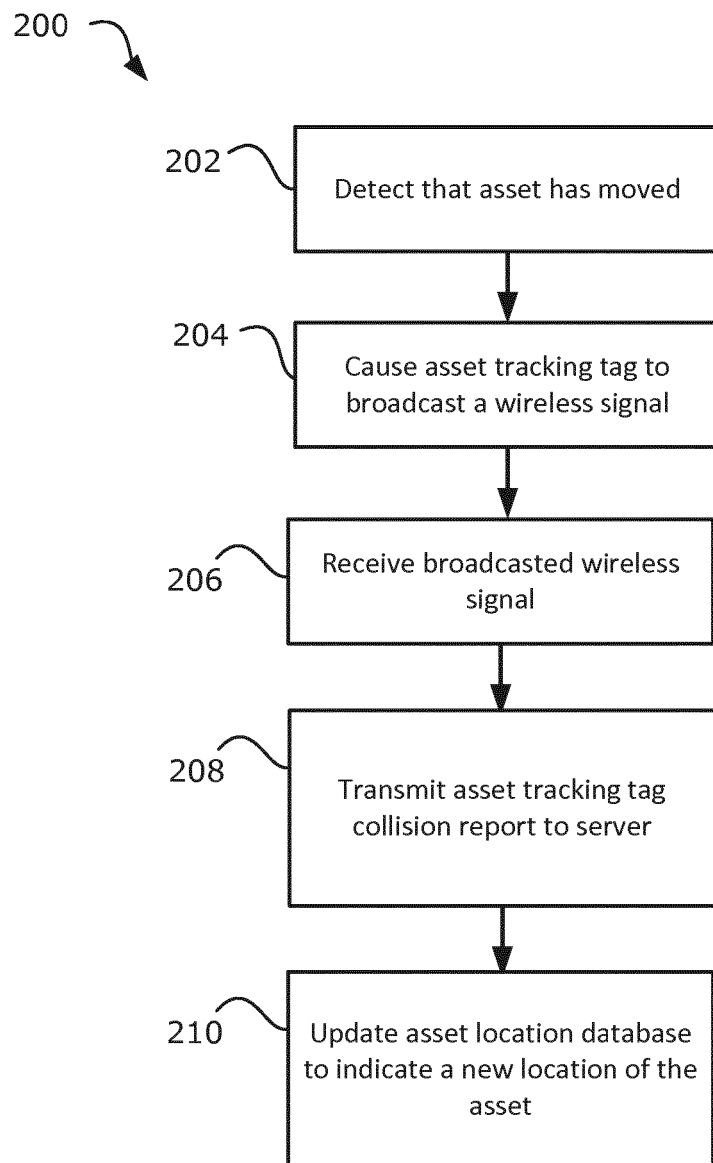 200
202
Detect that asset has moved
204
Cause asset tracking tag to
broadcast a wireless signal
206
Receive broadcasted wireless
signal
208
Transmit asset tracking tag
collision report to server
210
Update asset location database
to indicate a new location of the
asset